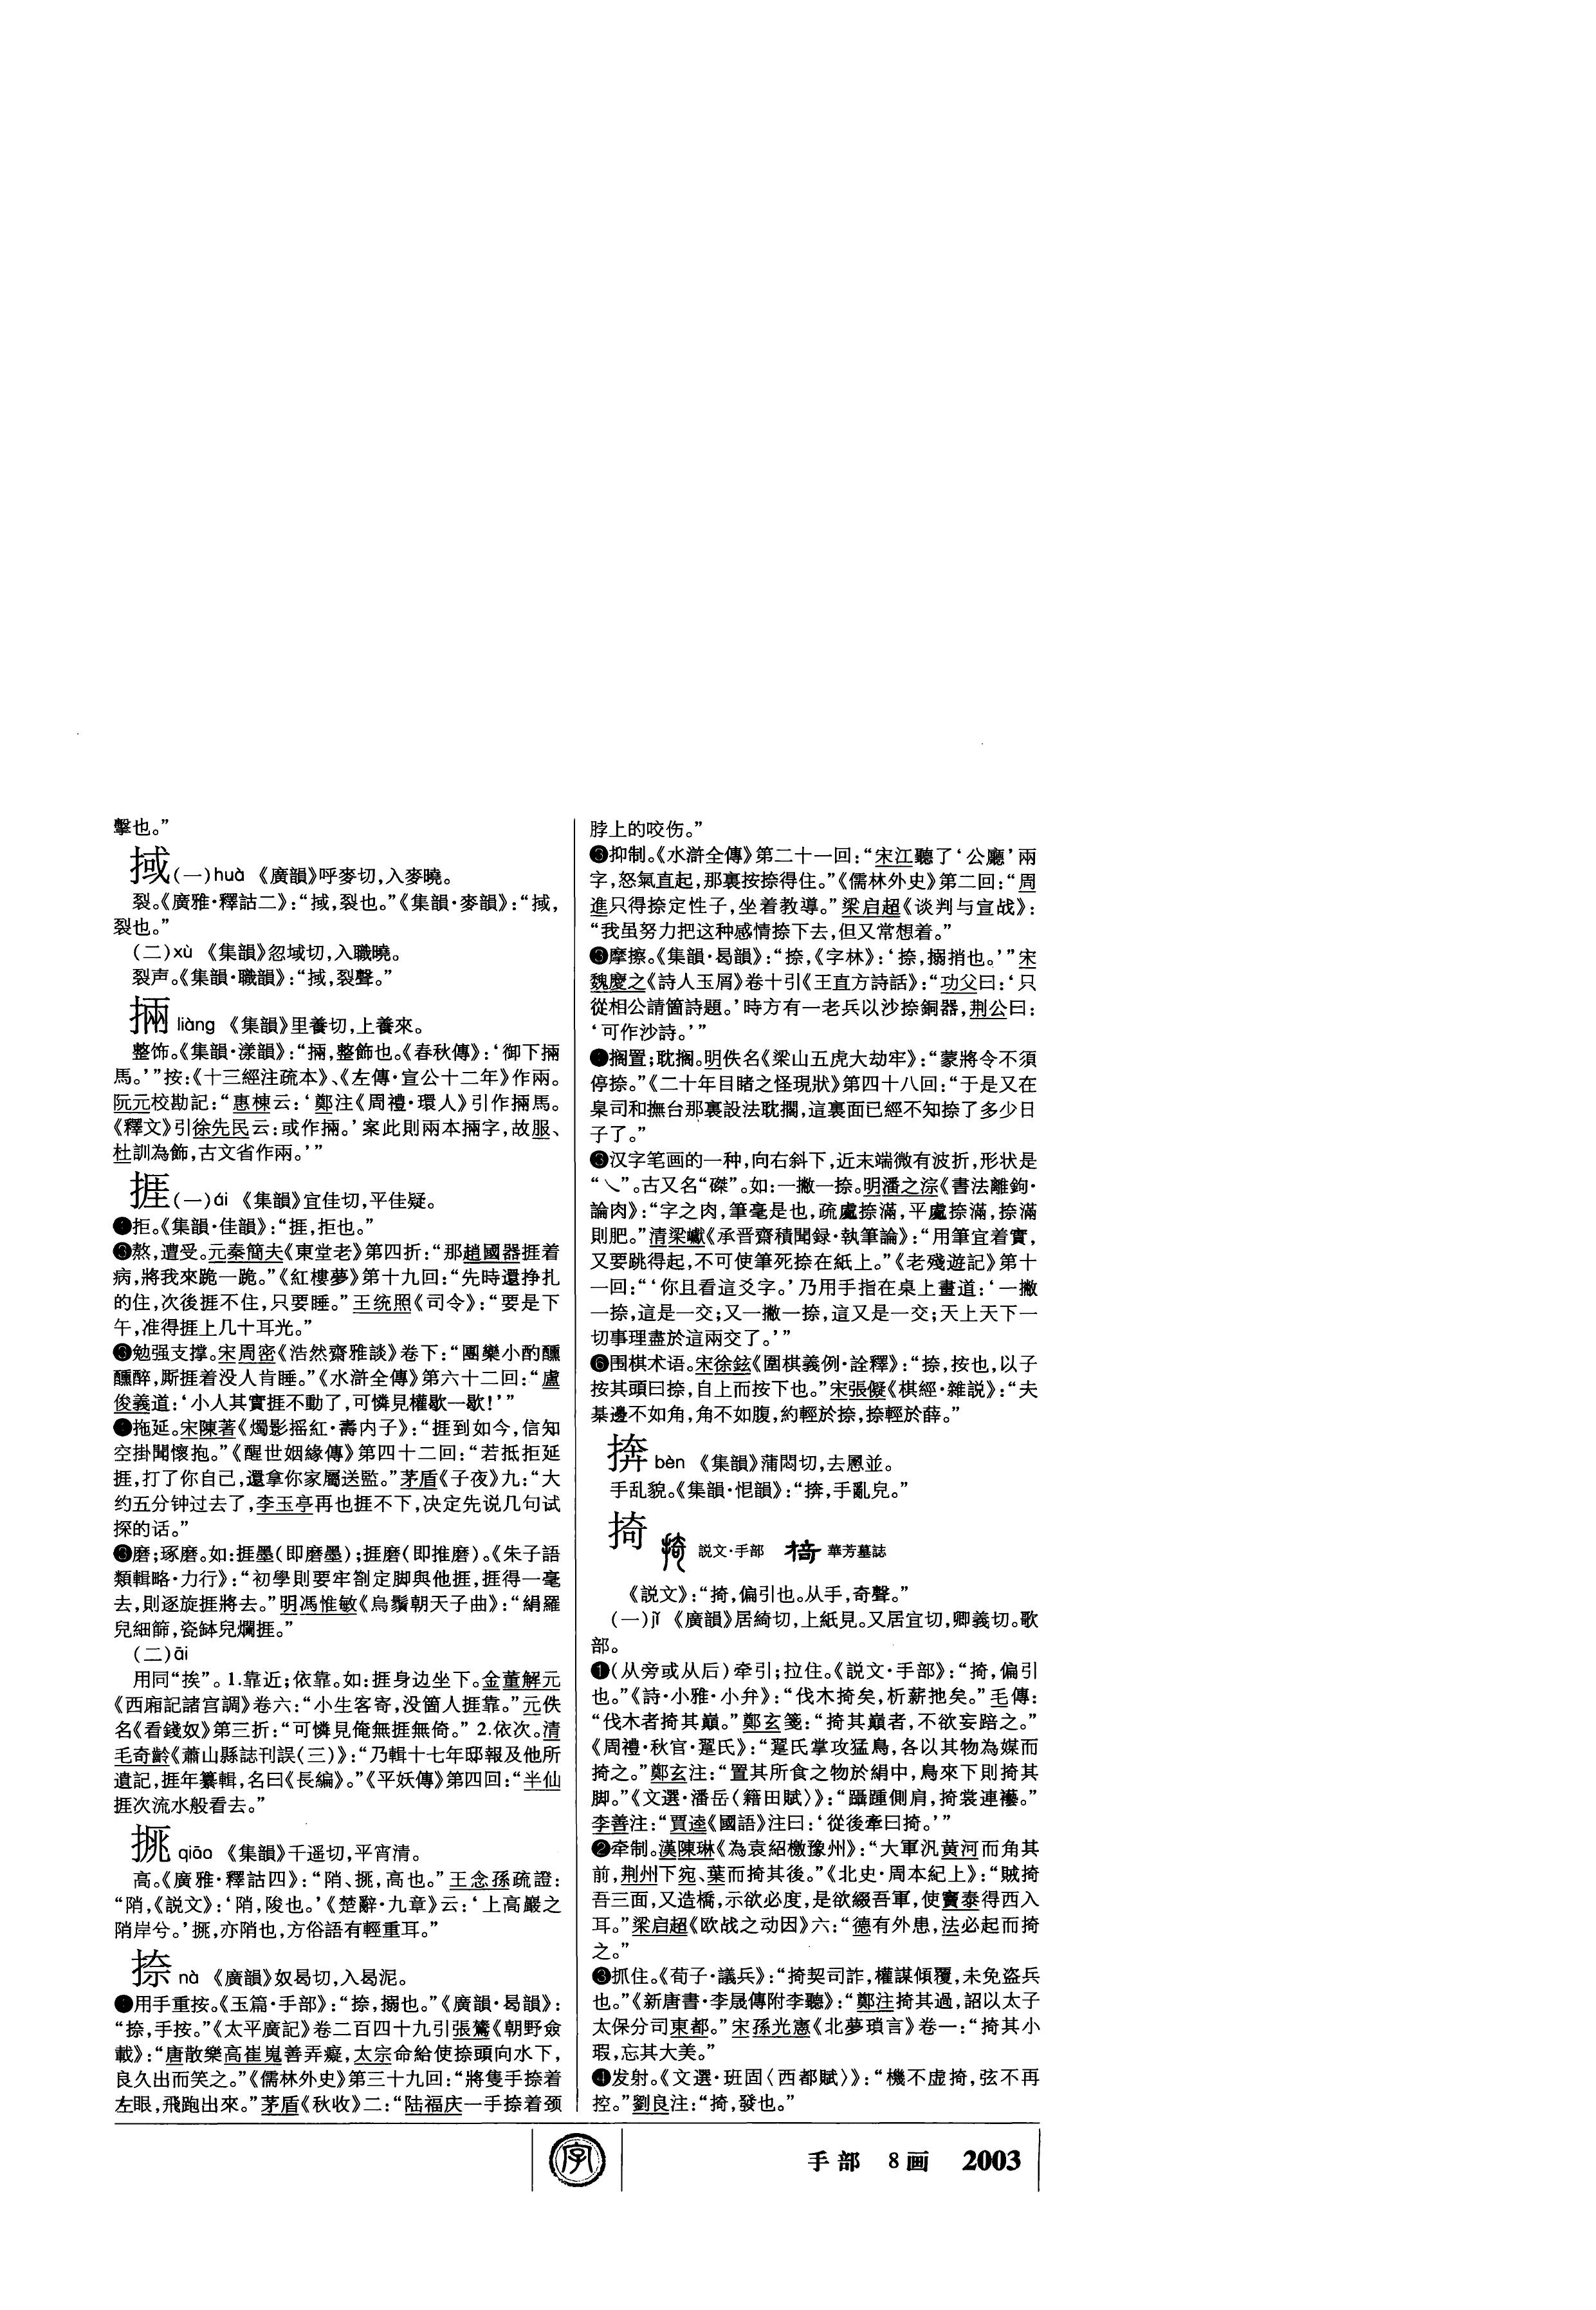 擊也。”
掝(一)huà 《廣韻》呼麥切,入麥曉。
裂。《廣雅·釋詁二》:“掝,裂也。”《集韻·麥韻》:“掝,
裂也。”
(二)xù 《集韻》忽域切,入職曉。
裂声。《集韻·職韻》:“掝,裂聲。”
掚 liàng 《集韻》里養切,上養來。
整饰。《集韻·漾韻》:“掚,整飾也。《春秋傳》:‘御下掚
馬。’”按:《十三經注疏本》、《左傳·宣公十二年》作兩。
阮元校勘記:“惠棟云:‘鄭注《周禮·環人》引作掚馬。
《釋文》引徐先民云:或作掚。’案此則兩本掚字,故服、
杜訓為飾,古文省作兩。’”
捱(一)ái 《集韻》宜佳切,平佳疑。
拒。《集韻·佳韻》:“捱,拒也。”
熬,遭受。元秦簡夫《東堂老》第四折:“那趙國器捱着
病,將我來跪一跪。”《紅樓夢》第十九回:“先時還挣扎
的住,次後捱不住,只要睡。”王统照《司令》:“要是下
午,准得捱上几十耳光。”
❸勉强支撑。宋周密《浩然齋雅談》卷下:“團欒小酌醺
醺醉,厮捱着没人肯睡。”《水滸全傳》第六十二回:“盧
俊義道:‘小人其實捱不動了,可憐見權歇一歇!’”
拖延。宋陳著《燭影摇紅·壽内子》:“捱到如今,信知
空掛閒懷抱。”《醒世姻緣傳》第四十二回:“若抵拒延
捱,打了你自己,還拿你家屬送監。”茅盾《子夜》九:“大
约五分钟过去了,李玉亭再也捱不下,决定先说几句试
探的话。”
磨;琢磨。如:捱墨(即磨墨);捱磨(即推磨)。《朱子語
類輯略·力行》:“初學則要牢劄定脚與他捱,捱得一毫
去,則逐旋捱將去。”明馮惟敏《烏鬚朝天子曲》:“絹羅
兒細篩,瓷缽兒爛捱。”
(二)āi
用同“挨”。1.靠近;依靠。如:捱身边坐下。金董解元
《西廂記諸宫調》卷六:“小生客寄,没箇人捱靠。”元佚
名《看錢奴》第三折:“可憐見俺無捱無倚。” 2.依次。清
毛奇齡《蕭山縣誌刊誤(三)》:“乃輯十七年邸報及他所
遺記,捱年纂輯,名曰《長編》。”《平妖傳》第四回:“半仙
捱次流水般看去。”
㨄 qiāo 《集韻》千遥切,平宵清。
高。《廣雅·釋詁四》:“陗、㨄,高也。”王念孫疏證:
“陗,《説文》:‘陗,陖也。’《楚辭·九章》云:‘上高巖之
陗岸兮。’㨄,亦陗也,方俗語有輕重耳。”
捺 nà 《廣韻》奴曷切,入曷泥。
用手重按。《玉篇·手部》:“捺,搦也。”《廣韻·曷韻》:
“捺,手按。”《太平廣記》卷二百四十九引張鷟《朝野僉
載》:“唐散樂高崔嵬善弄癡,太宗命給使捺頭向水下,
良久出而笑之。”《儒林外史》第三十九回:“將隻手捺着
左眼,飛跑出來。”茅盾《秋收》二:“陆福庆一手捺着颈
脖上的咬伤。”
抑制。《水滸全傳》第二十一回:“宋江聽了‘公廳’兩
字,怒氣直起,那裏按捺得住。”《儒林外史》第二回:“周
進只得捺定性子,坐着教導。”梁启超《谈判与宣战》:
“我虽努力把这种感情捺下去,但又常想着。”
❸摩擦。《集韻·曷韻》:“捺,《字林》:‘捺,搦捎也。’”宋
魏慶之《詩人玉屑》卷十引《王直方詩話》:“功父曰:‘只
從相公請箇詩題。’時方有一老兵以沙捺銅器,荆公曰:
‘可作沙詩。’”
搁置;耽搁。明佚名《梁山五虎大劫牢》:“蒙將令不須
停捺。”《二十年目睹之怪現狀》第四十八回:“于是又在
臬司和撫台那裏設法耽擱,這裏面已經不知捺了多少日
子了。”
汉字笔画的一种,向右斜下,近末端微有波折,形状是
“㇏”。古又名“磔”。如:一撇一捺。明潘之淙《書法離鉤·
論肉》:“字之肉,筆毫是也,疏處捺滿,平處捺滿,捺滿
則肥。”清梁巘《承晋齋積聞録·執筆論》:“用筆宜着實,
又要跳得起,不可使筆死捺在紙上。”《老殘遊記》第十
一回:“‘你且看這爻字。’乃用手指在桌上畫道:‘一撇
一捺,這是一交;又一撇一捺,這又是一交;天上天下一
切事理盡於這兩交了。’”
❻围棋术语。宋徐鉉《圍棋義例·詮釋》:“捺,按也,以子
按其頭曰捺,自上而按下也。”宋張儗《棋經·雜説》:“夫
棊邊不如角,角不如腹,約輕於捺,捺輕於薛。”
捹 bèn 《集韻》蒲悶切,去慁並。
手乱貌。《集韻·恨韻》:“捹,手亂皃。”
掎 説文·手部 華芳墓誌
《説文》:“掎,偏引也。从手,奇聲。”
(一)jǐ 《廣韻》居綺切,上紙見。又居宜切,卿義切。歌
部。
❶(从旁或从后)牵引;拉住。《説文·手部》:“掎,偏引
也。”《詩·小雅·小弁》:“伐木掎矣,析薪扡矣。”毛傳:
“伐木者掎其巔。”鄭玄箋:“掎其巔者,不欲妄踣之。”
《周禮·秋官·翨氏》:“翨氏掌攻猛鳥,各以其物為媒而
掎之。”鄭玄注:“置其所食之物於絹中,鳥來下則掎其
脚。”《文選·潘岳〈籍田賦〉》:“躡踵側肩,掎裳連襼。”
李善注:“賈逵《國語》注曰:‘從後牽曰掎。’”
❷牵制。漢陳琳《為袁紹檄豫州》:“大軍汎黄河而角其
前,荆州下宛、葉而掎其後。”《北史·周本紀上》:“賊掎
吾三面,又造橋,示欲必度,是欲綴吾軍,使竇泰得西入
耳。”梁启超《欧战之动因》六:“德有外患,法必起而掎
之。”
❸抓住。《荀子·議兵》:“掎契司詐,權謀傾覆,未免盗兵
也。”《新唐書·李晟傳附李聽》:“鄭注掎其過,詔以太子
太保分司東都。”宋孫光憲《北夢瑣言》卷一:“掎其小
瑕,忘其大美。”
❹发射。《文選·班固〈西都賦〉》:“機不虚掎,弦不再
控。”劉良注:“掎,發也。”
字
手部 8画 2003